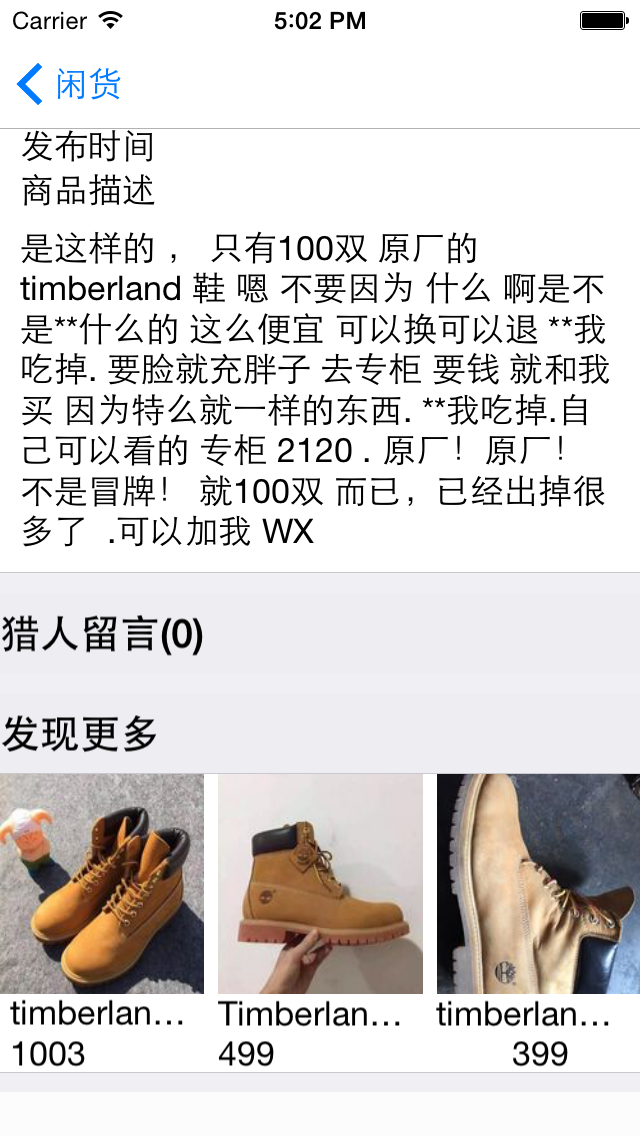 Carrier 5:02 PM
闲货
发布时间
商品描述
是这样的 ， 只有100双 原厂的
timberland 鞋 嗯 不要因为 什么 啊是不
是**什么的 这么便宜 可以换可以退 **我
吃掉. 要脸就充胖子 去专柜 要钱 就和我
买 因为特么就一样的东西. **我吃掉.自
己可以看的 专柜 2120 . 原厂！原厂！
不是冒牌！ 就100双 而已，已经出掉很
多了 .可以加我 WX
猎人留言(0)
发现更多
timberlan... Timberlan... timberlan...
1003 499 399